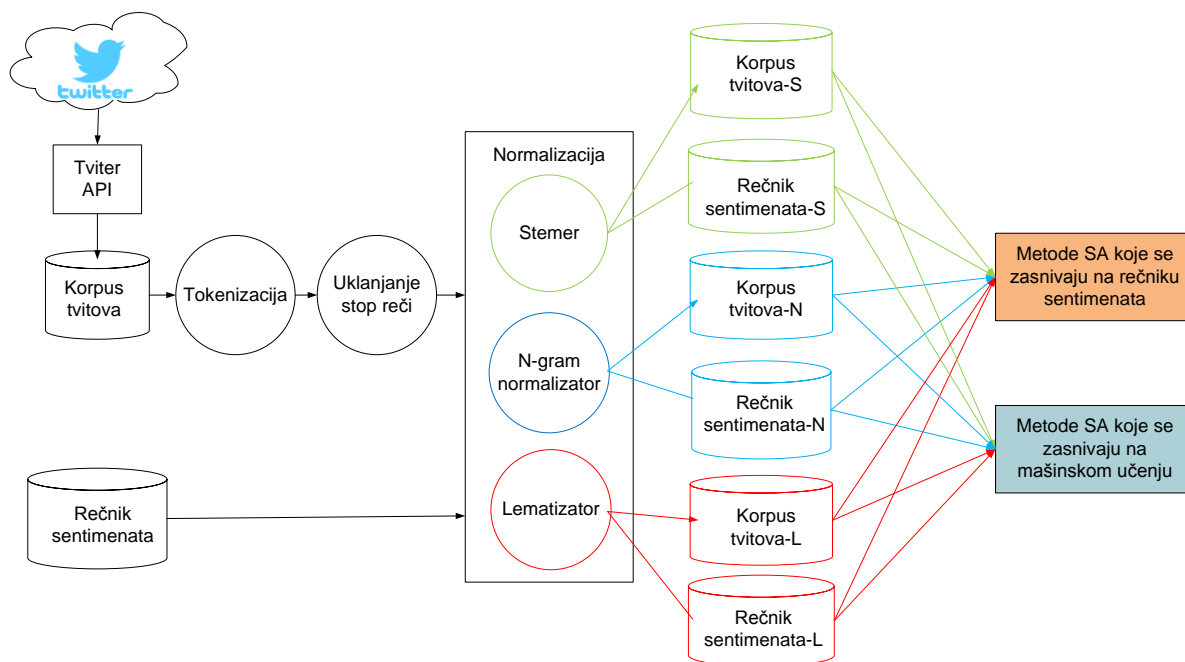 twitter
Tviter
API
Korpus
tvitova
Tokenizacija
Uklanjanje
stop reči
Rečnik
sentimenata
Normalizacija
Stemer
N-gram
normalizator
Lematizator
Korpus
tvitova-S
Rečnik
sentimenata-S
Korpus
tvitova-N
Rečnik
sentimenata-N
Korpus
tvitova-L
Rečnik
sentimenata-L
Metode SA koje se
zasnivaju na rečniku
sentimenata
Metode SA koje se
zasnivaju na
mašinskom učenju